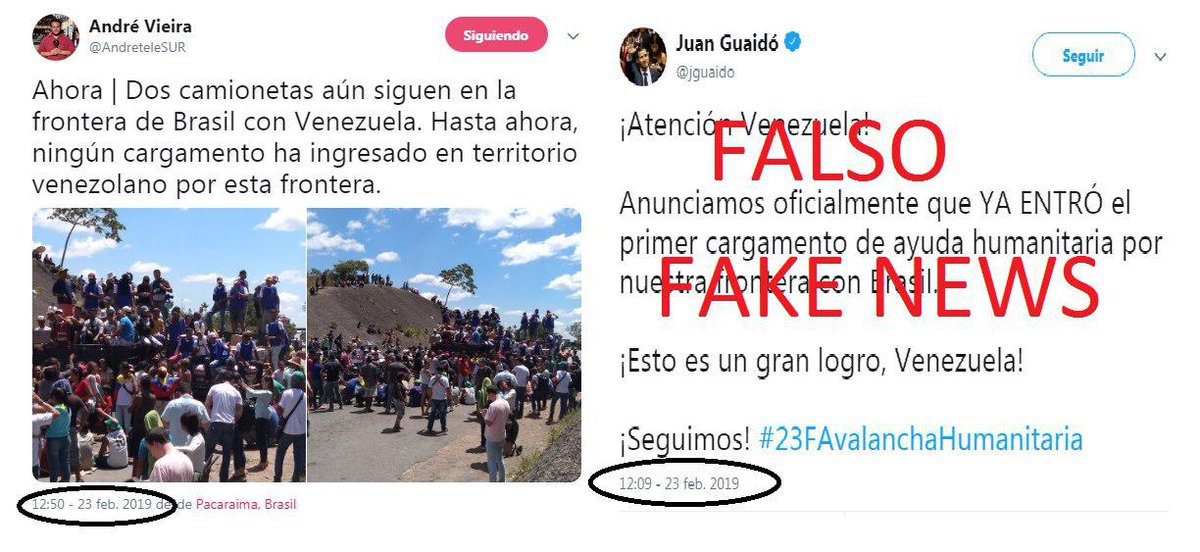 André Vieira
@AndreteleSUR
Siguiendo
Ahora | Dos camionetas aún siguen en la
frontera de Brasil con Venezuela. Hasta ahora,
ningún cargamento ha ingresado en territorio
venezolano por esta frontera.
12:50 - 23 feb. 2019 desde Pacaraima, Brasil
Juan Guaidó
@jguaido
Seguir
¡Atención Venezuela!
FALSO
Anunciamos oficialmente que YA ENTRÓ el
primer cargamento de ayuda humanitaria por
nuestra frontera con Brasil.
FAKE NEWS
¡Esto es un gran logro, Venezuela!
¡Seguimos! #23FAvalanchaHumanitaria
12:09 - 23 feb. 2019